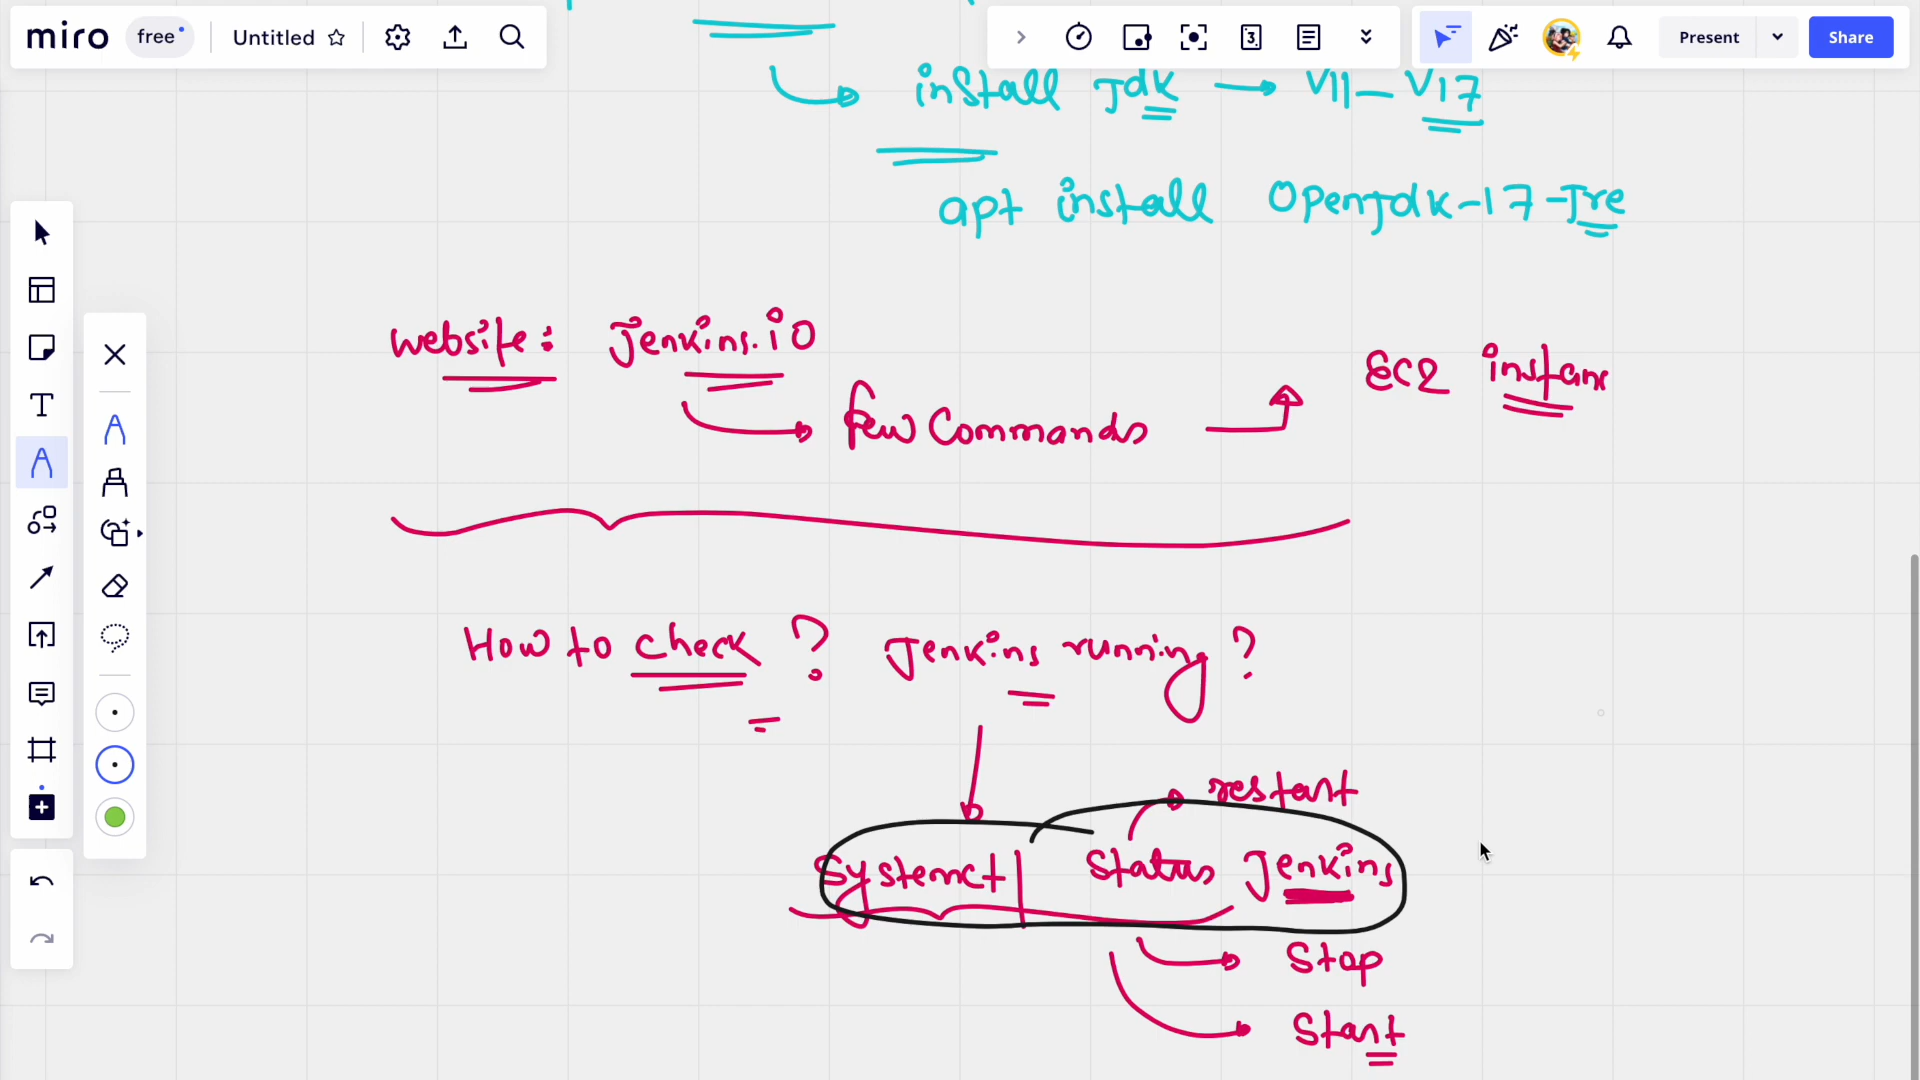 miro free Untitled Present Share
install Jdk → V11 — V17
apt install Openjdk-17-Jre
website: Jenkins.io
EC2 instanc
few Commands
How to check ? Jenkins running ?
restart
Systemctl Status Jenkins
Stop
Start